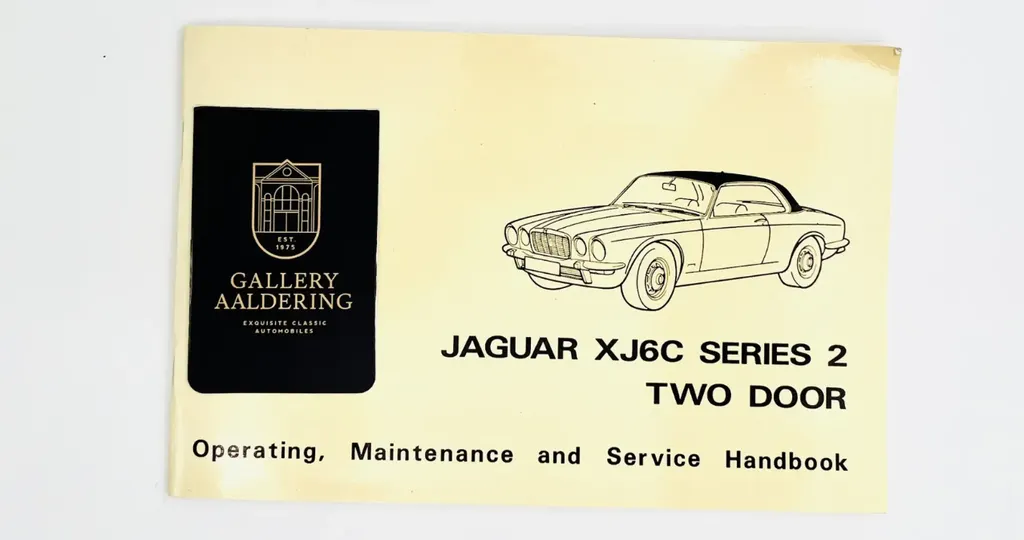 EST.
1975
GALLERY
AALDERING
EXQUISITE CLASSIC
AUTOMOBILES
JAGUAR XJ6C SERIES 2
TWO DOOR
Operating, Maintenance and Service Handbook